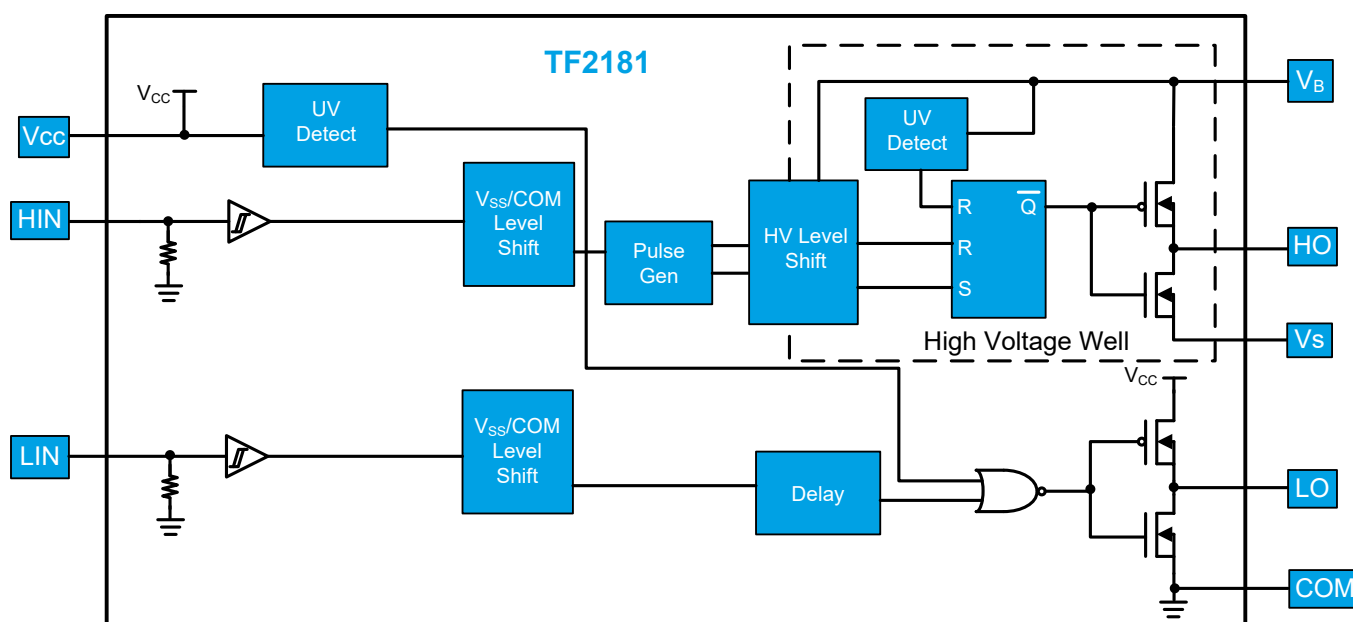 TF2181
VCC
Vcc
UV
Detect
VB
UV
Detect
HIN
VSS/COM
Level
Shift
Pulse
Gen
HV Level
Shift
R
Q̅
R
S
HO
High Voltage Well
Vs
VCC
LIN
VSS/COM
Level
Shift
Delay
LO
COM